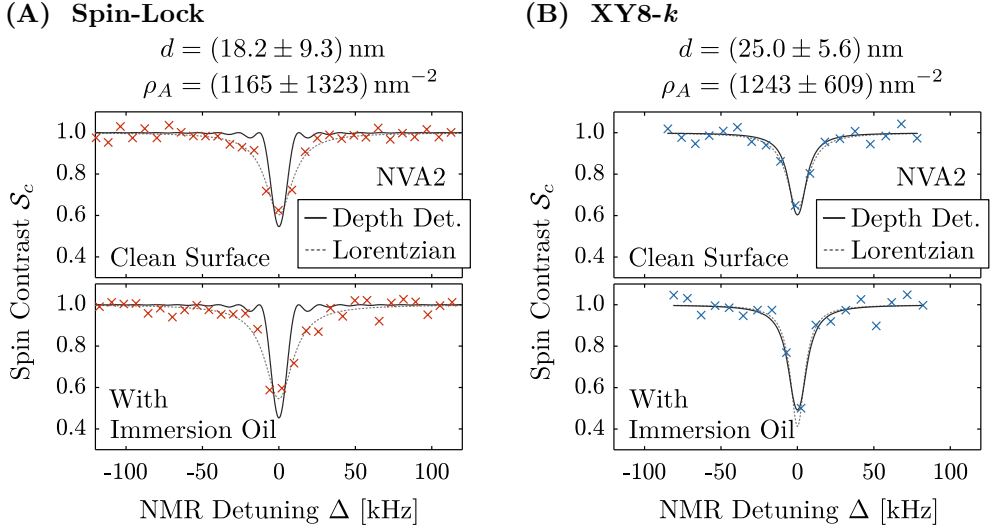 (A) Spin-Lock
d = (18.2 ± 9.3) nm
ρ_A = (1165 ± 1323) nm⁻²
Spin Contrast 𝒮_c
1.0
0.8
0.6
0.4
NVA2
Depth Det.
Lorentzian
Clean Surface
1.0
0.8
0.6
0.4
With
Immersion Oil
-100 -50 0 50 100
NMR Detuning Δ [kHz]
(B) XY8-k
d = (25.0 ± 5.6) nm
ρ_A = (1243 ± 609) nm⁻²
Spin Contrast 𝒮_c
1.0
0.8
0.6
0.4
NVA2
Depth Det.
Lorentzian
Clean Surface
1.0
0.8
0.6
0.4
With
Immersion Oil
-100 -50 0 50 100
NMR Detuning Δ [kHz]